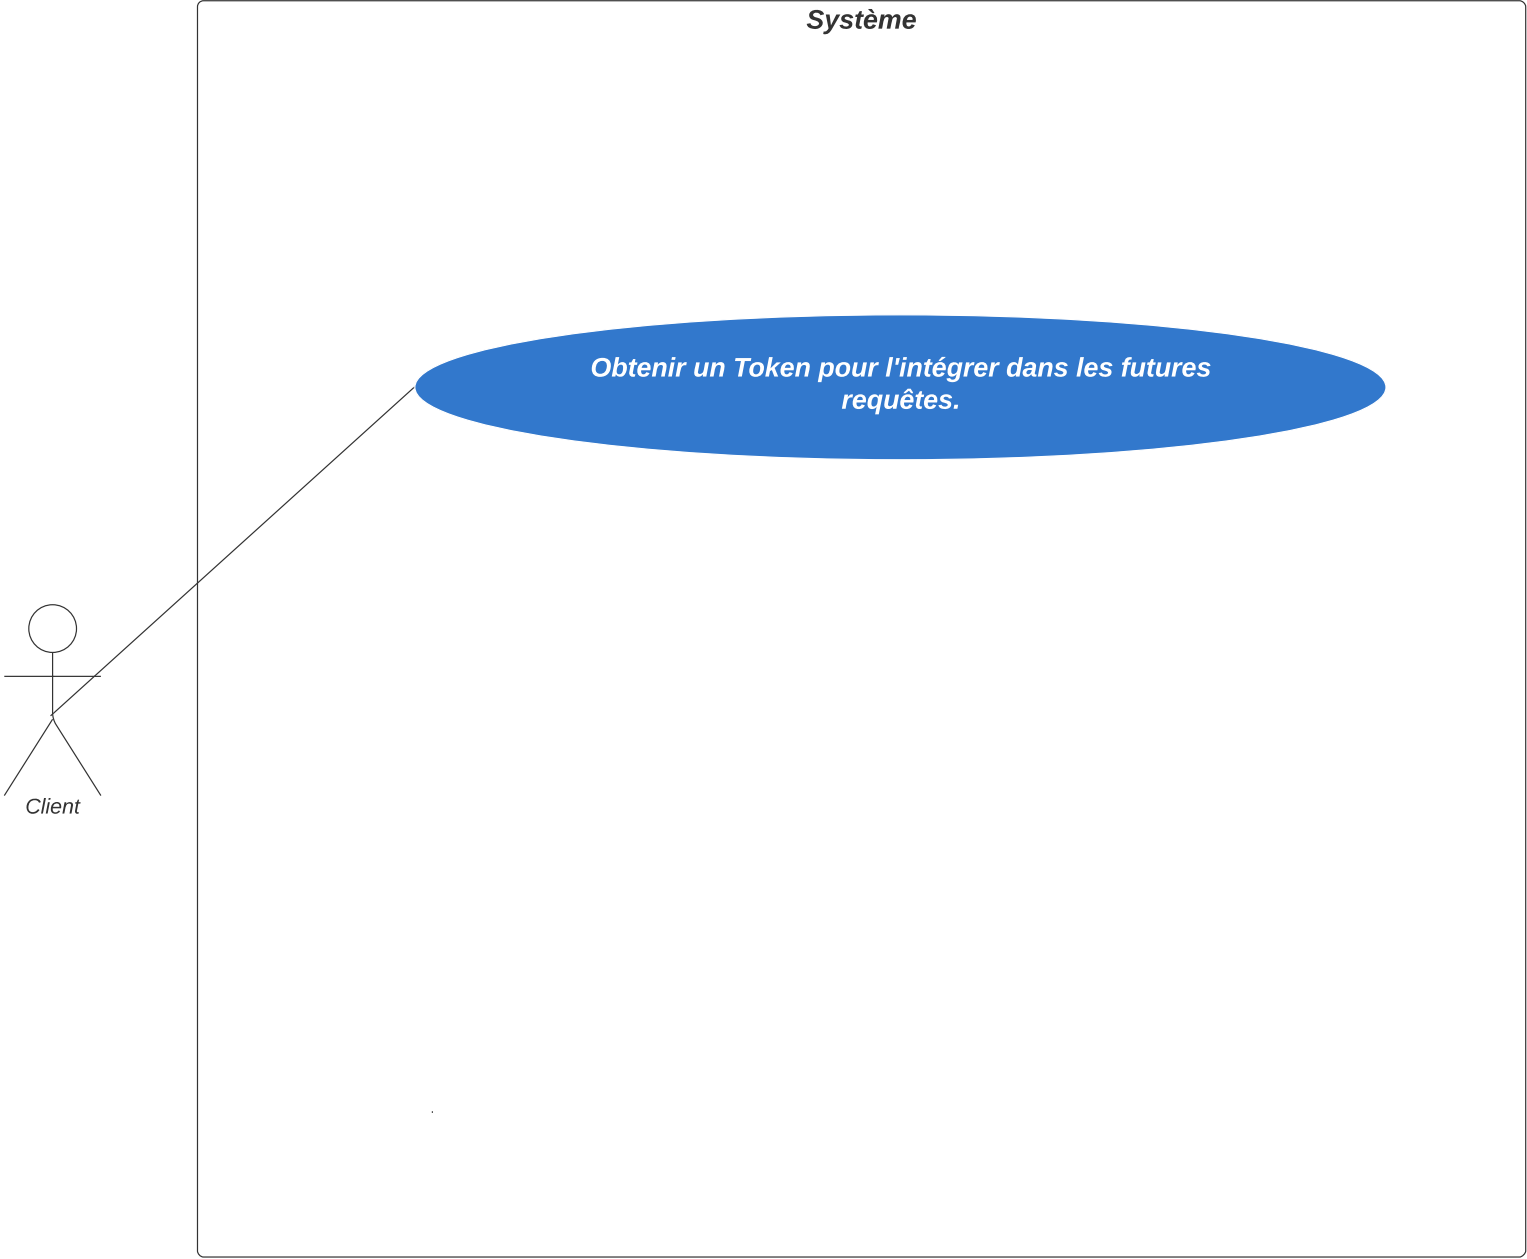 Système
Obtenir un Token pour l'intégrer dans les futures
requêtes.
Client
.